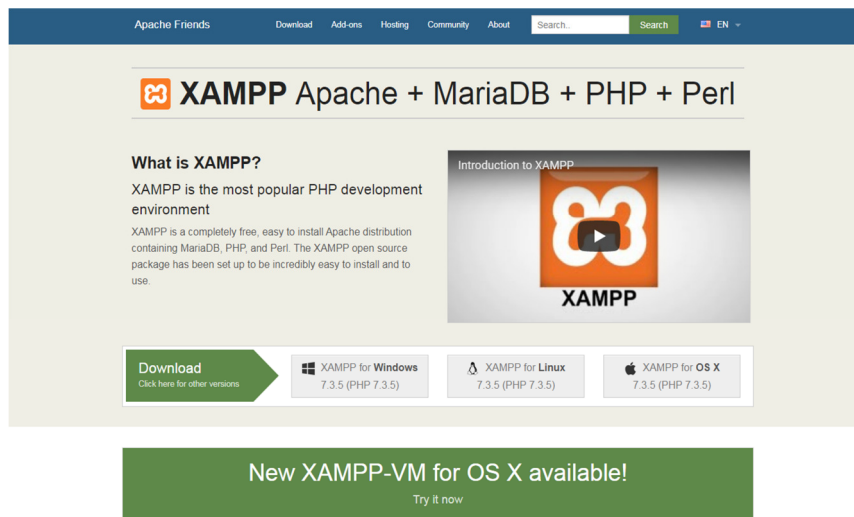 Apache Friends Download Add-ons Hosting Community About Search.. Search EN
XAMPP Apache + MariaDB + PHP + Perl
What is XAMPP?
XAMPP is the most popular PHP development
environment
XAMPP is a completely free, easy to install Apache distribution
containing MariaDB, PHP, and Perl. The XAMPP open source
package has been set up to be incredibly easy to install and to
use.
Introduction to XAMPP
XAMPP
Download
Click here for other versions
XAMPP for Windows
7.3.5 (PHP 7.3.5)
XAMPP for Linux
7.3.5 (PHP 7.3.5)
XAMPP for OS X
7.3.5 (PHP 7.3.5)
New XAMPP-VM for OS X available!
Try it now